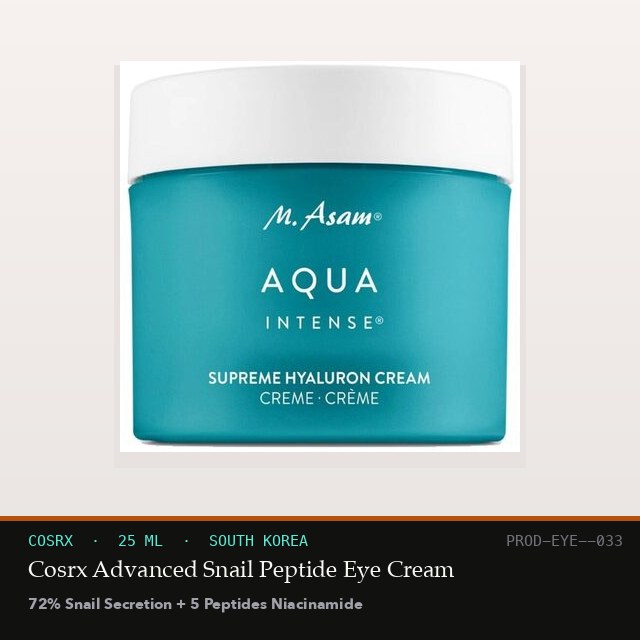 M. Asam®
AQUA
INTENSE®
SUPREME HYALURON CREAM
CREME · CRÈME
COSRX · 25 ML · SOUTH KOREA
PROD—EYE——033
Cosrx Advanced Snail Peptide Eye Cream
72% Snail Secretion + 5 Peptides Niacinamide